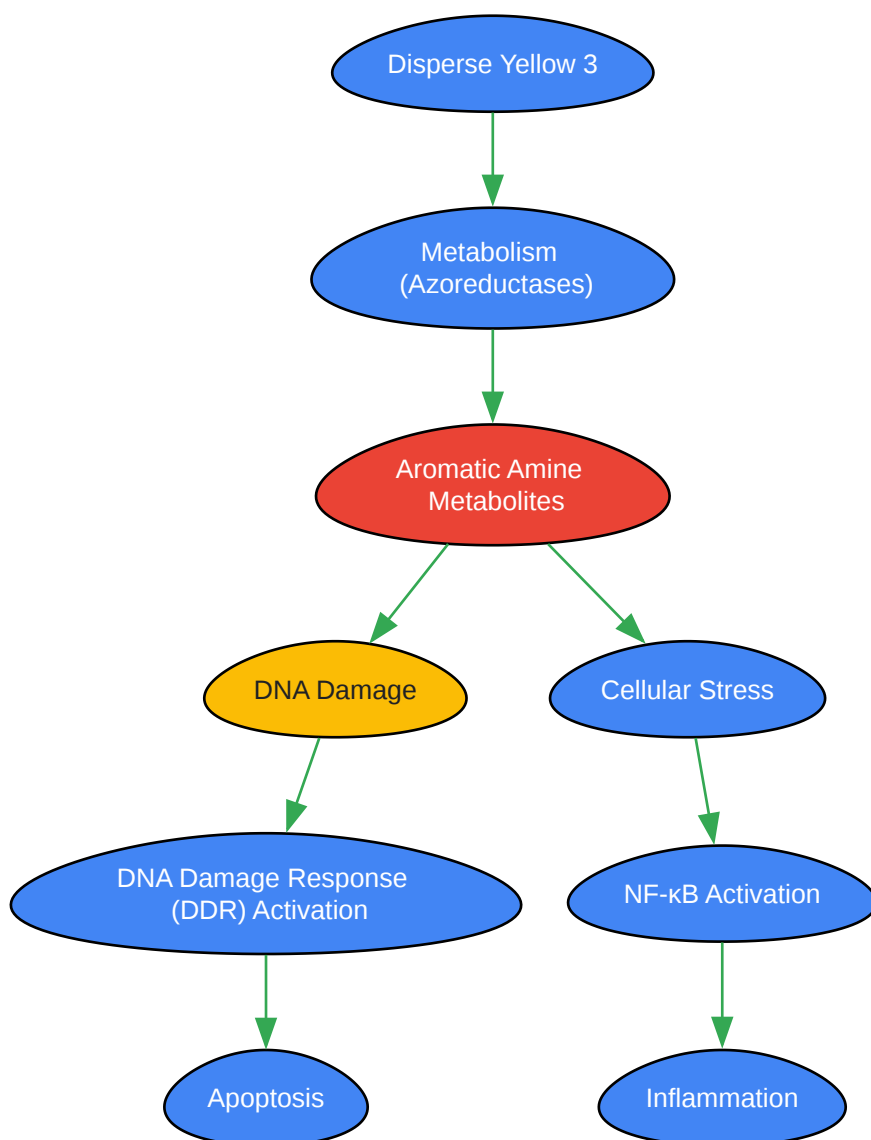 Disperse Yellow 3
Metabolism
(Azoreductases)
Aromatic Amine
Metabolites
DNA Damage
Cellular Stress
DNA Damage Response
(DDR) Activation
NF-κB Activation
Apoptosis
Inflammation